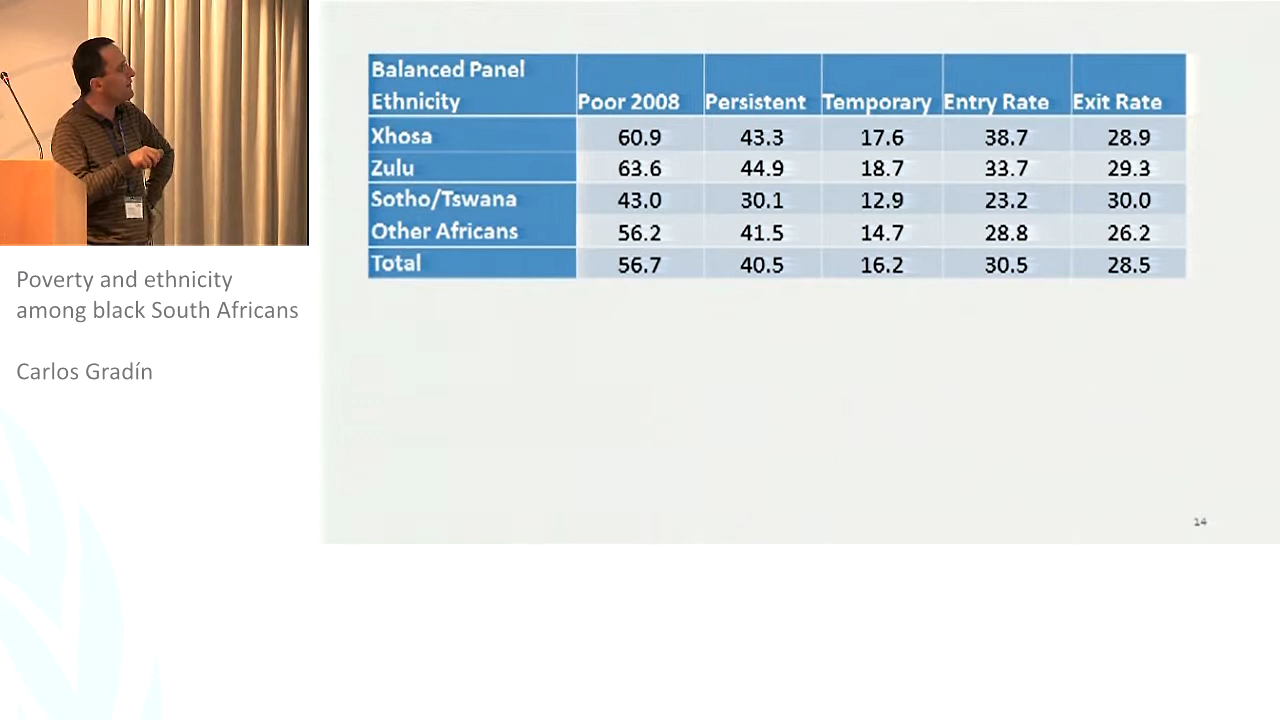 Poverty and ethnicity
among black South Africans
Carlos Gradín
Balanced Panel
Ethnicity Poor 2008 Persistent Temporary Entry Rate Exit Rate
Xhosa 60.9 43.3 17.6 38.7 28.9
Zulu 63.6 44.9 18.7 33.7 29.3
Sotho/Tswana 43.0 30.1 12.9 23.2 30.0
Other Africans 56.2 41.5 14.7 28.8 26.2
Total 56.7 40.5 16.2 30.5 28.5
14